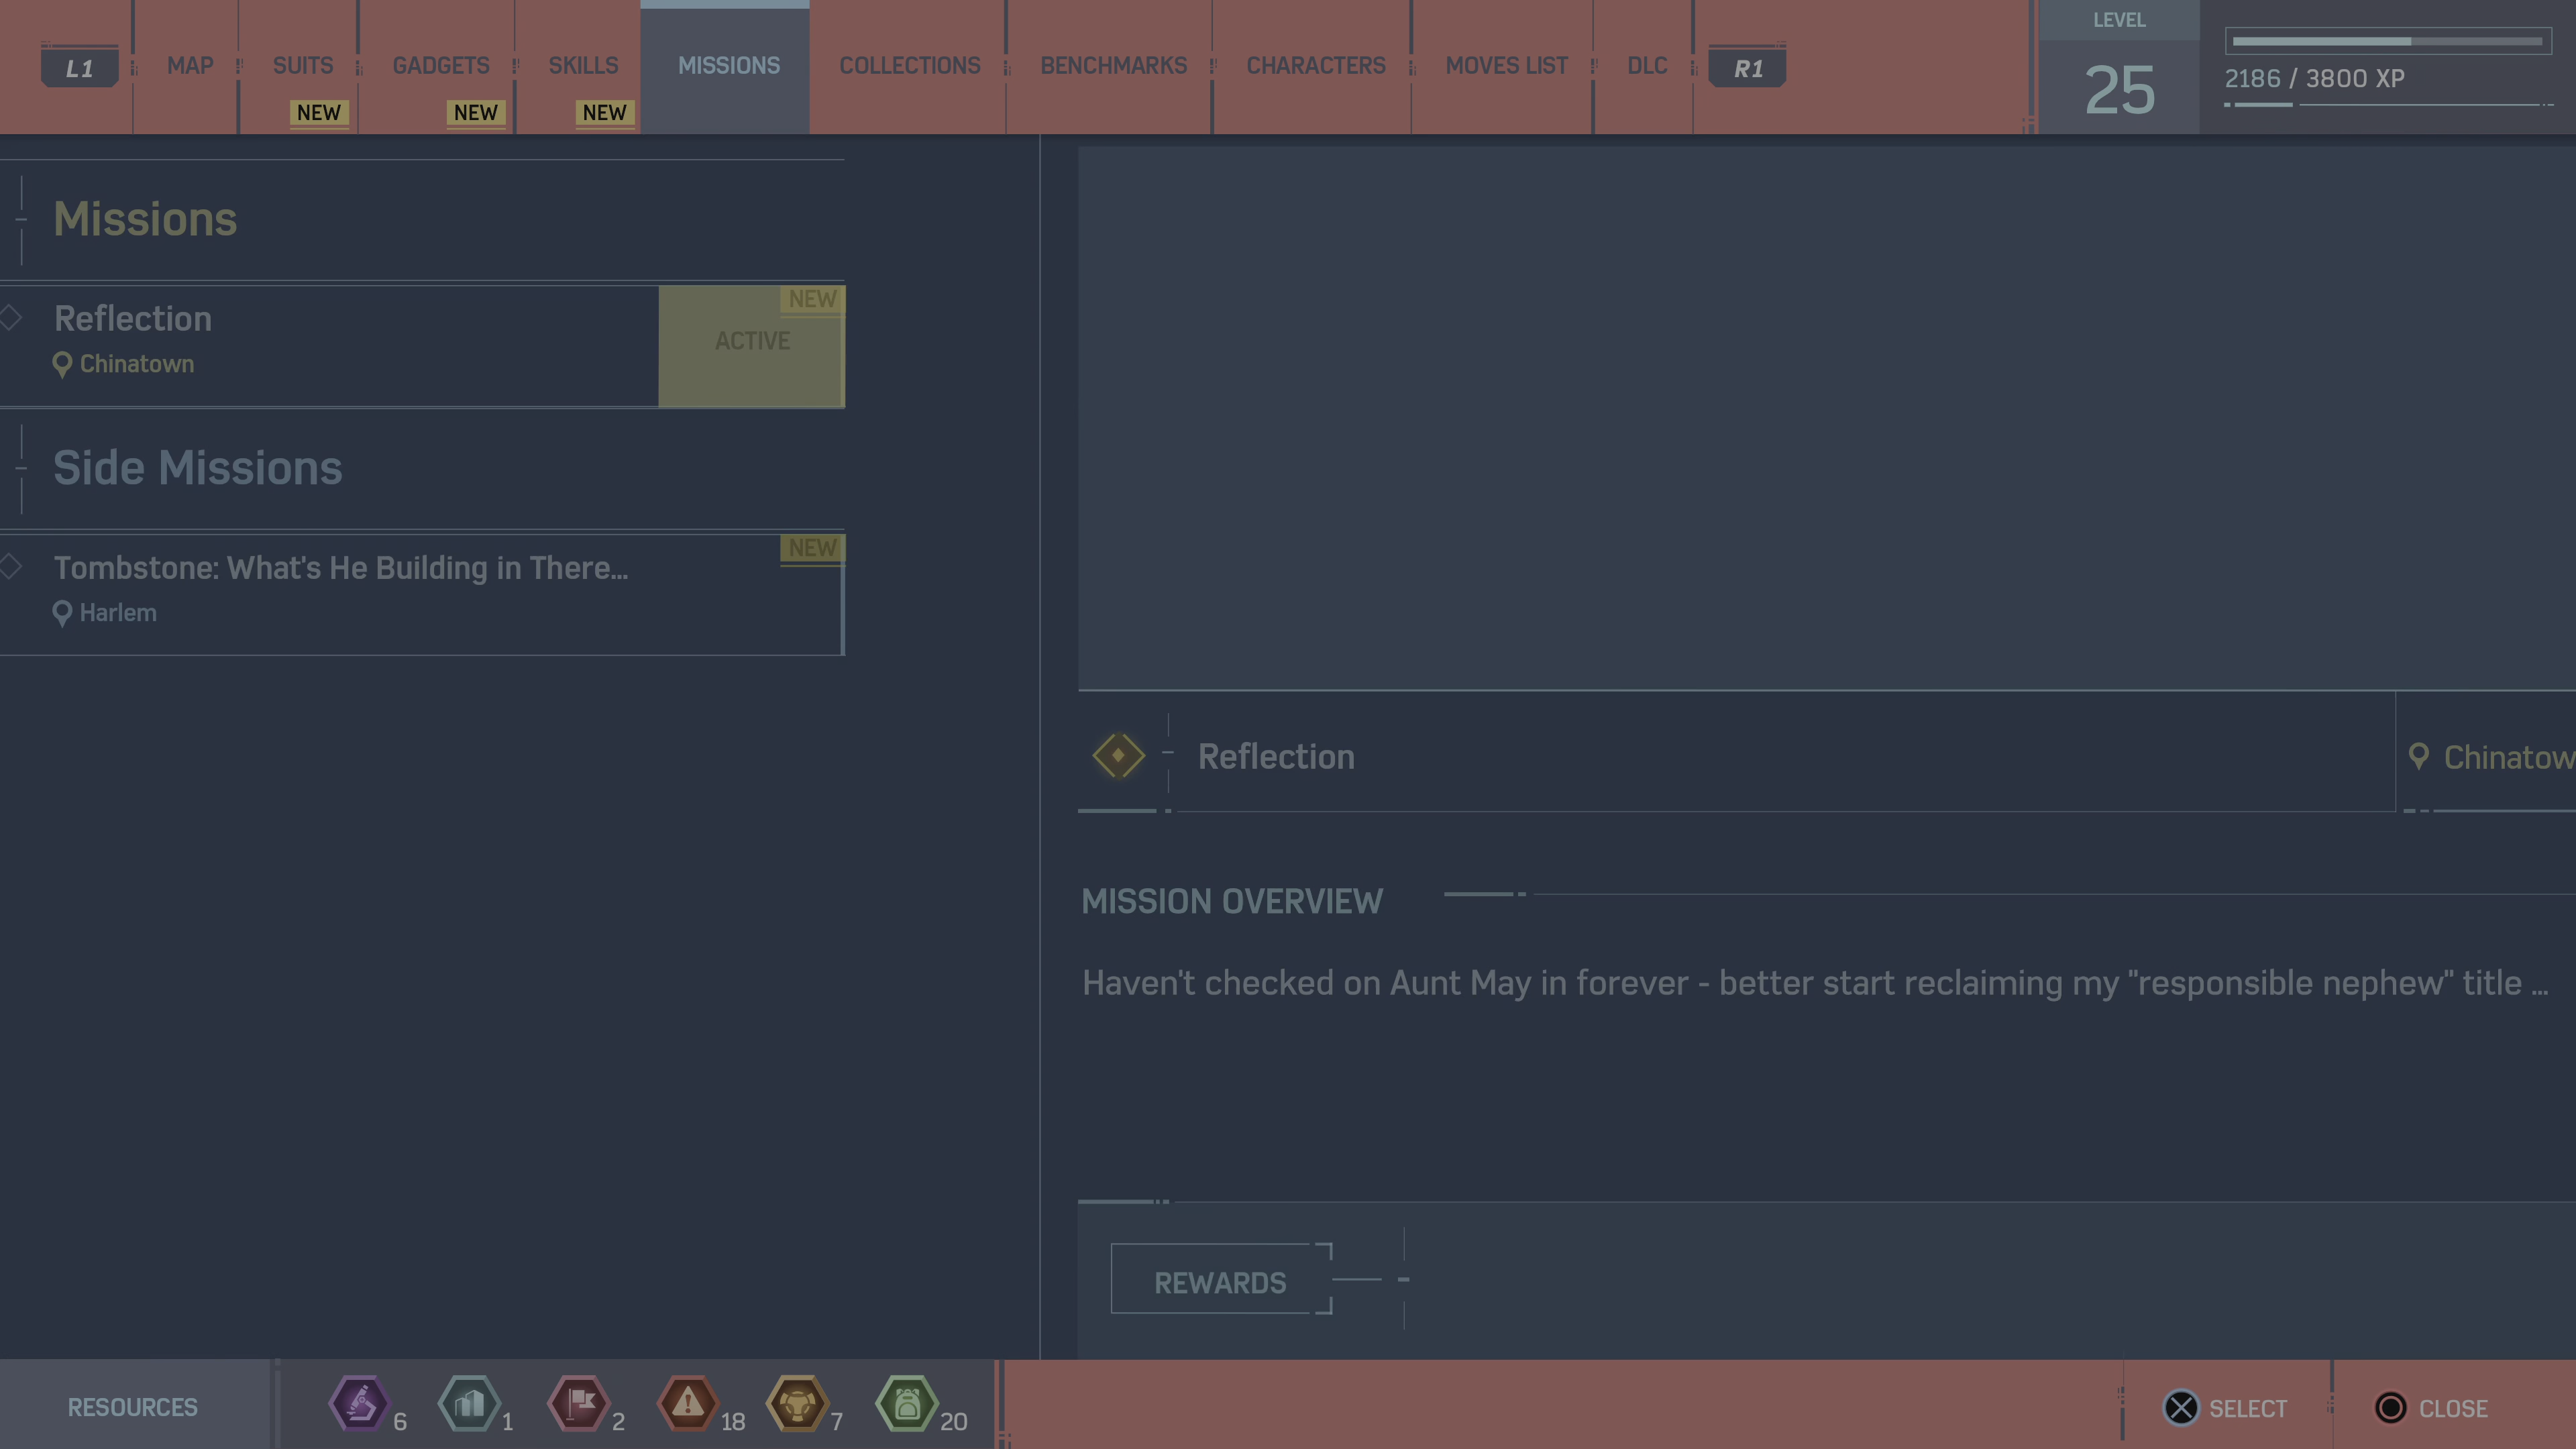 L1
MAP
SUITS
NEW
GADGETS
NEW
SKILLS
NEW
MISSIONS
COLLECTIONS
BENCHMARKS
CHARACTERS
MOVES LIST
DLC
R1
LEVEL
25
2186 / 3800 XP
Missions
Reflection
Chinatown
NEW
ACTIVE
Side Missions
Tombstone: What's He Building in There...
Harlem
NEW
Reflection
Chinatow
MISSION OVERVIEW
Haven't checked on Aunt May in forever - better start reclaiming my "responsible nephew" title ...
REWARDS
RESOURCES
6
1
2
18
7
20
SELECT
CLOSE